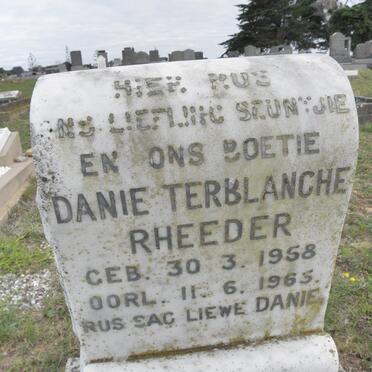 HIER RUS
ONS LIEFLING SEUNTJIE
EN ONS BOETIE
DANIE TERBLANCHE
RHEEDER
GEB. 30 3. 1958
OORL. 11. 6. 1965
RUS SAG LIEWE DANIE